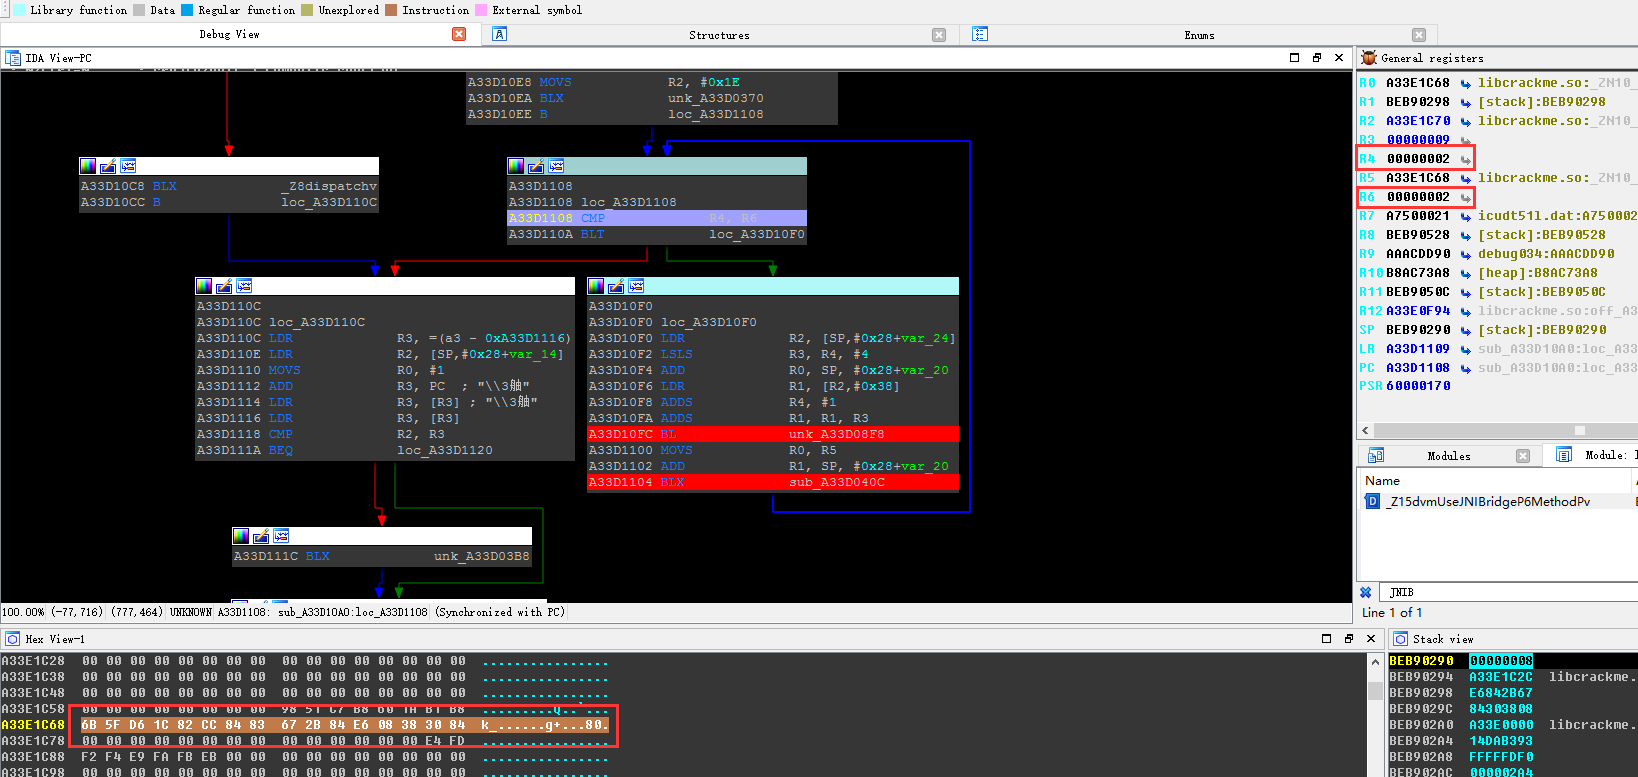 Library function Data Regular function Unexplored Instruction External symbol
Debug View Structures Enums
IDA View-PC
A33D10E8 MOVS R2, #0x1E
A33D10EA BLX unk_A33D0370
A33D10EE B loc_A33D1108
A33D10C8 BLX _Z8dispatchv
A33D10CC B loc_A33D110C
A33D1108
A33D1108 loc_A33D1108
A33D1108 CMP R4, R6
A33D110A BLT loc_A33D10F0
A33D110C
A33D110C loc_A33D110C
A33D110C LDR R3, =(a3 - 0xA33D1116)
A33D110E LDR R2, [SP,#0x28+var_14]
A33D1110 MOVS R0, #1
A33D1112 ADD R3, PC ; "\\3舳"
A33D1114 LDR R3, [R3] ; "\\3舳"
A33D1116 LDR R3, [R3]
A33D1118 CMP R2, R3
A33D111A BEQ loc_A33D1120
A33D10F0
A33D10F0 loc_A33D10F0
A33D10F0 LDR R2, [SP,#0x28+var_24]
A33D10F2 LSLS R3, R4, #4
A33D10F4 ADD R0, SP, #0x28+var_20
A33D10F6 LDR R1, [R2,#0x38]
A33D10F8 ADDS R4, #1
A33D10FA ADDS R1, R1, R3
A33D10FC BL unk_A33D08F8
A33D1100 MOVS R0, R5
A33D1102 ADD R1, SP, #0x28+var_20
A33D1104 BLX sub_A33D040C
A33D111C BLX unk_A33D03B8
100.00% (-77,716) (777,464) UNKNOWN A33D1108: sub_A33D10A0:loc_A33D1108 (Synchronized with PC)
General registers
R0 A33E1C68 libcrackme.so:_ZN10_
R1 BEB90298 [stack]:BEB90298
R2 A33E1C70 libcrackme.so:_ZN10_
R3 00000009
R4 00000002
R5 A33E1C68 libcrackme.so:_ZN10_
R6 00000002
R7 A7500021 icudt51l.dat:A7500021
R8 BEB90528 [stack]:BEB90528
R9 AAACDD90 debug034:AAACDD90
R10 B8AC73A8 [heap]:B8AC73A8
R11 BEB9050C [stack]:BEB9050C
R12 A33E0F94 libcrackme.so:off_A3
SP BEB90290 [stack]:BEB90290
LR A33D1109 sub_A33D10A0:loc_A33
PC A33D1108 sub_A33D10A0:loc_A33
PSR 60000170
Modules Module: l
Name
_Z15dvmUseJNIBridgeP6MethodPv
JNIB
Line 1 of 1
Hex View-1
A33E1C28 00 00 00 00 00 00 00 00 00 00 00 00 00 00 00 00 ................
A33E1C38 00 00 00 00 00 00 00 00 00 00 00 00 00 00 00 00 ................
A33E1C48 00 00 00 00 00 00 00 00 00 00 00 00 00 00 00 00 ................
A33E1C58 00 00 00 00 00 00 00 00
A33E1C68 6B 5F D6 1C 82 CC 84 83 67 2B 84 E6 08 38 30 84 k_......g+...80.
A33E1C78 00 00 00 00 00 00 00 00 00 00 00 00 00 00 E4 FD ................
A33E1C88 F2 F4 E9 FA FB EB 00 00 00 00 00 00 00 00 00 00 ................
A33E1C98 00 00 00 00 00 00 00 00 00 00 00 00 00 00 00 00 ................
Stack view
BEB90290 00000008
BEB90294 A33E1C2C libcrackme.
BEB90298 E6842B67
BEB9029C 84303808
BEB902A0 A33E0000 libcrackme.
BEB902A4 14DAB393
BEB902A8 FFFFFDF0
BEB902AC 000002A4